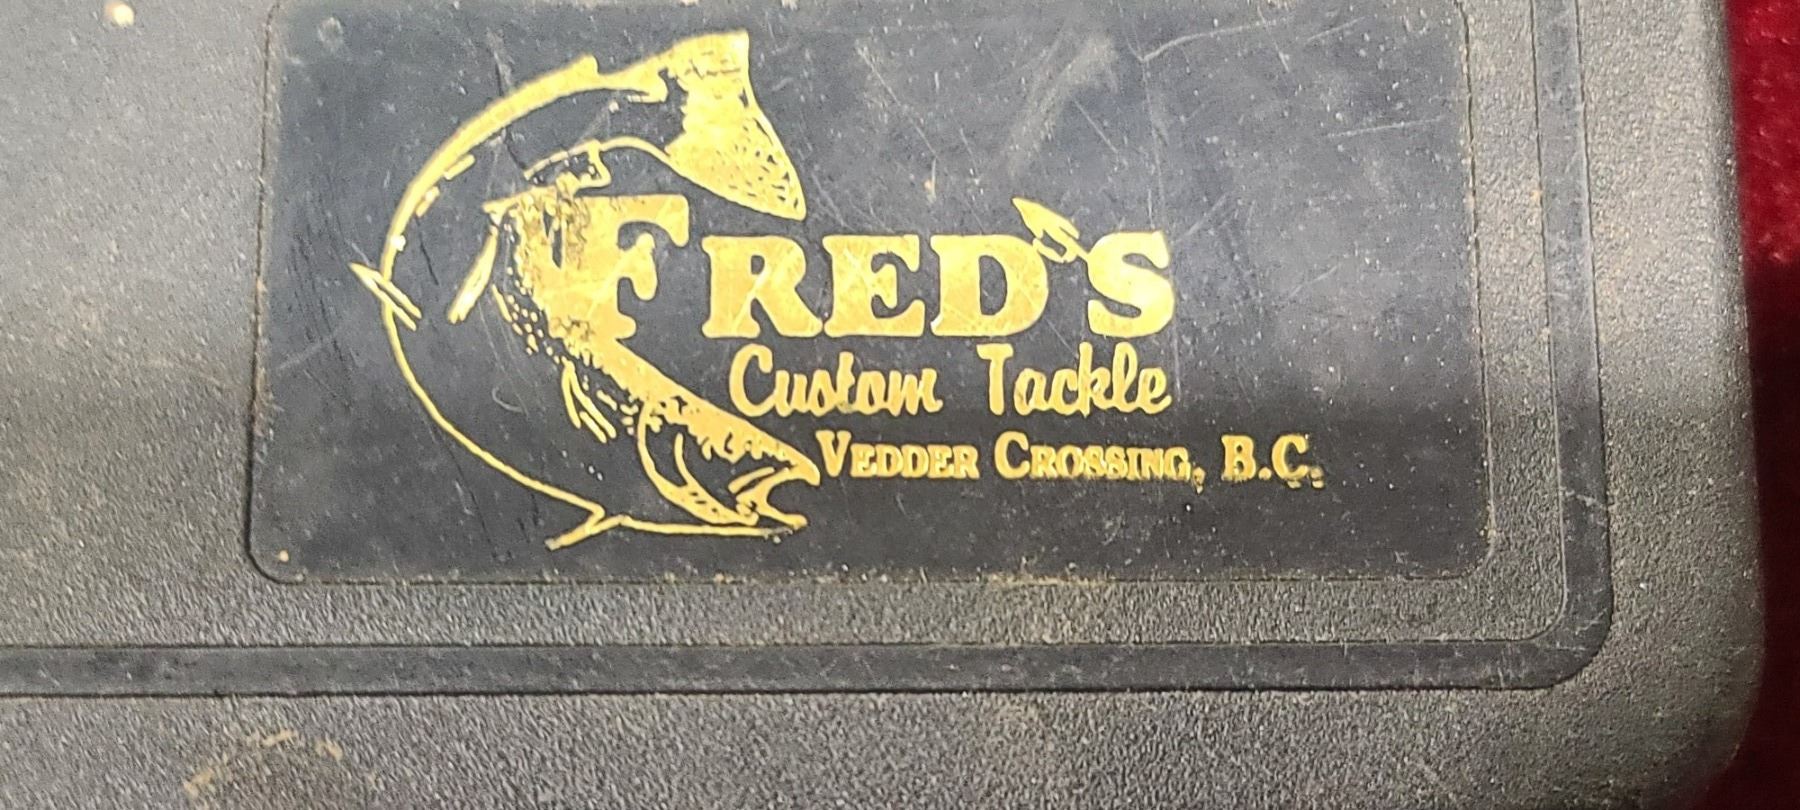 FRED'S
Custom Tackle
VEDDER CROSSING, B.C.